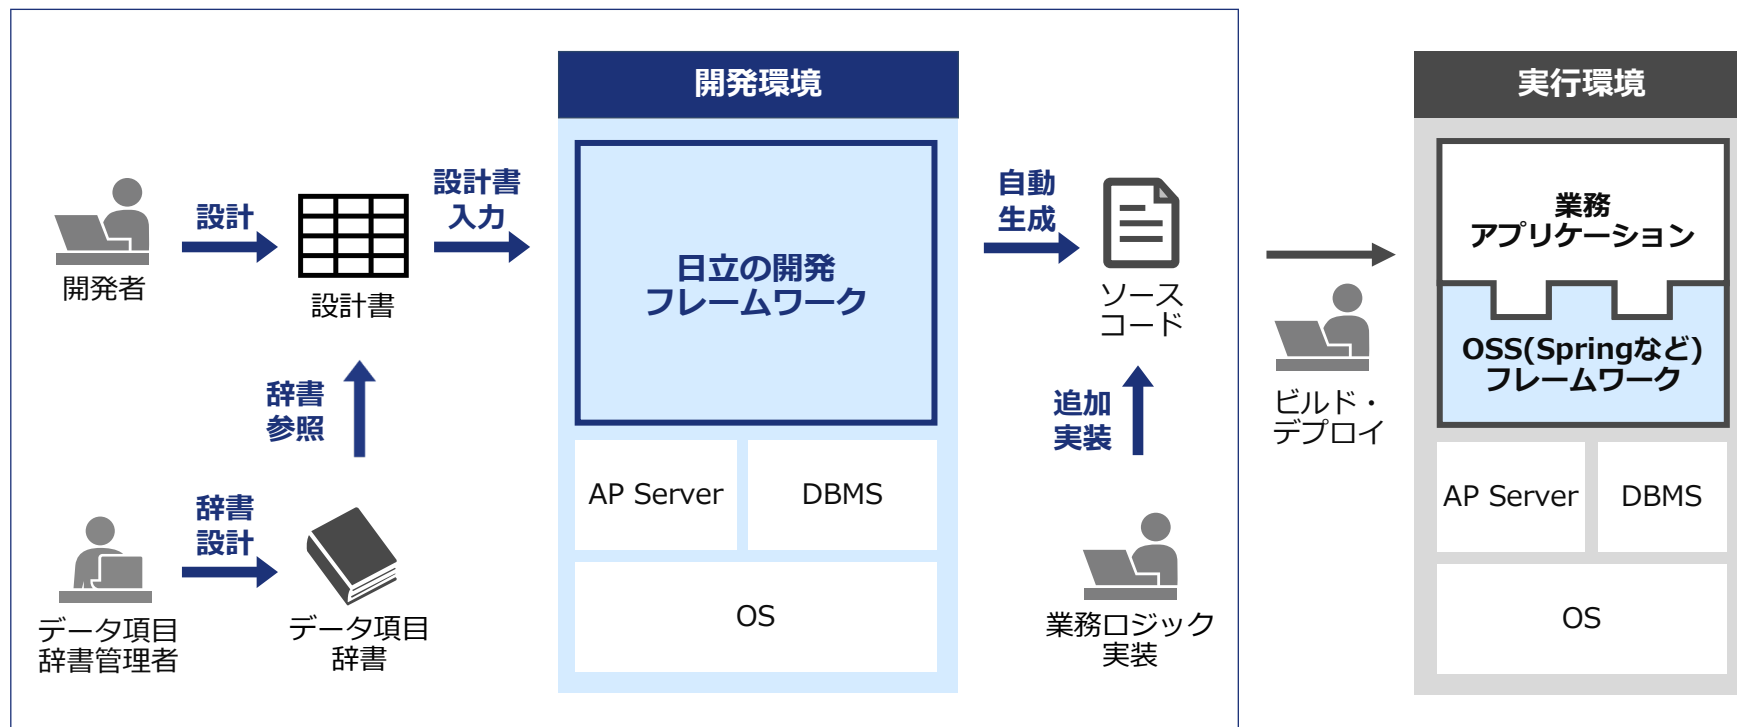 開発環境
実行環境
開発者
設計
設計書
設計書
入力
日立の開発
フレームワーク
自動
生成
ソース
コード
業務
アプリケーション
OSS(Springなど)
フレームワーク
ビルド・
デプロイ
辞書
参照
追加
実装
AP Server
DBMS
AP Server
DBMS
辞書
設計
データ項目
辞書管理者
データ項目
辞書
OS
業務ロジック
実装
OS